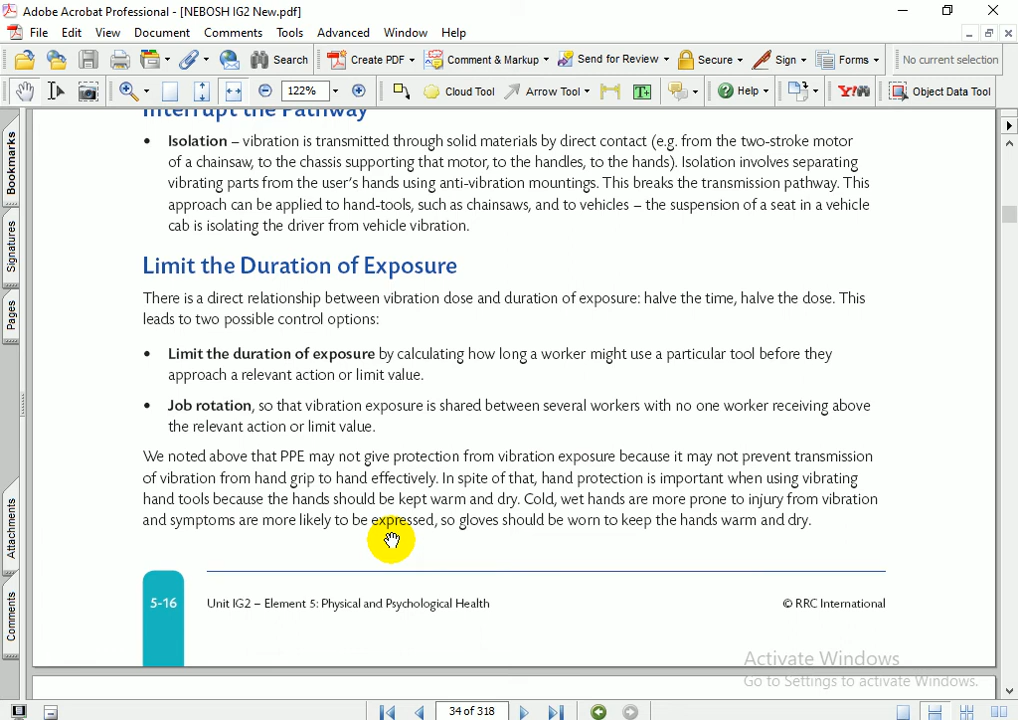 Adobe Acrobat Professional - [NEBOSH IG2 New.pdf]
File Edit View Document Comments Tools Advanced Window Help
Search Create PDF Comment & Markup Send for Review Secure Sign Forms No current selection
122% Cloud Tool Arrow Tool Help Y!MB Object Data Tool
Interrupt the Pathway
• Isolation – vibration is transmitted through solid materials by direct contact (e.g. from the two-stroke motor
of a chainsaw, to the chassis supporting that motor, to the handles, to the hands). Isolation involves separating
vibrating parts from the user's hands using anti-vibration mountings. This breaks the transmission pathway. This
approach can be applied to hand-tools, such as chainsaws, and to vehicles – the suspension of a seat in a vehicle
cab is isolating the driver from vehicle vibration.
Limit the Duration of Exposure
There is a direct relationship between vibration dose and duration of exposure: halve the time, halve the dose. This
leads to two possible control options:
• Limit the duration of exposure by calculating how long a worker might use a particular tool before they
approach a relevant action or limit value.
• Job rotation, so that vibration exposure is shared between several workers with no one worker receiving above
the relevant action or limit value.
We noted above that PPE may not give protection from vibration exposure because it may not prevent transmission
of vibration from hand grip to hand effectively. In spite of that, hand protection is important when using vibrating
hand tools because the hands should be kept warm and dry. Cold, wet hands are more prone to injury from vibration
and symptoms are more likely to be expressed, so gloves should be worn to keep the hands warm and dry.
5-16 Unit IG2 – Element 5: Physical and Psychological Health © RRC International
Bookmarks
Signatures
Pages
Attachments
Comments
Activate Windows
Go to Settings to activate Windows.
34 of 318